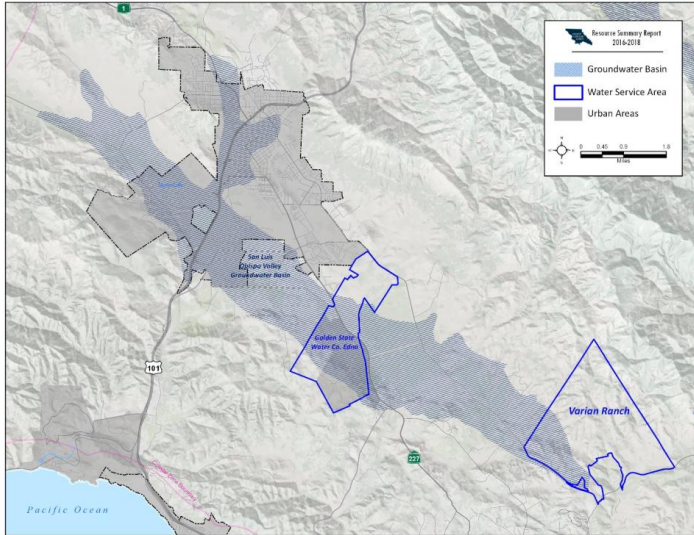 1
Resource Summary Report
2016-2018
Groundwater Basin
Water Service Area
Urban Areas
N
0 0.45 0.9 1.8
Miles
San Luis
Obispo Valley
Groundwater Basin
Golden State
Water Co. Edna
101
Varian Ranch
227
Pacific Ocean